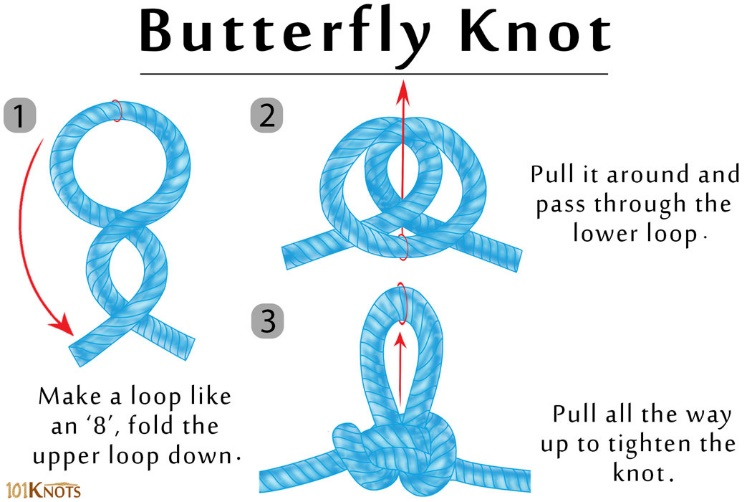 Butterfly Knot
1
2
Pull it around and
pass through the
lower loop.
3
Make a loop like
an ‘8’, fold the
upper loop down.
Pull all the way
up to tighten the
knot.
101KNOTS